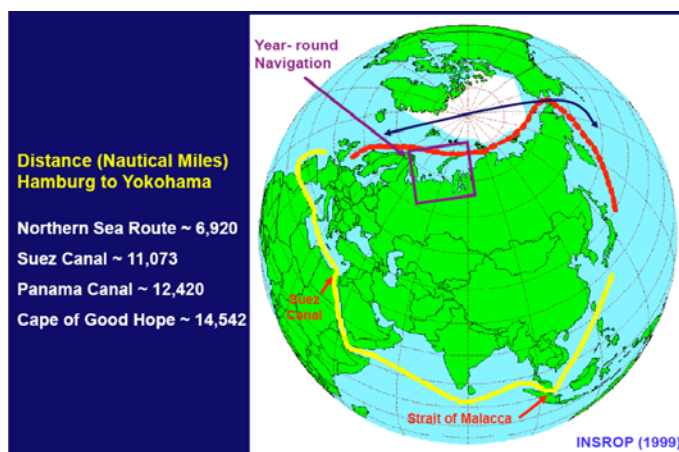 Year- round
Navigation
Distance (Nautical Miles)
Hamburg to Yokohama
Northern Sea Route ~ 6,920
Suez Canal ~ 11,073
Panama Canal ~ 12,420
Cape of Good Hope ~ 14,542
Suez
Canal
Strait of Malacca
INSROP (1999)